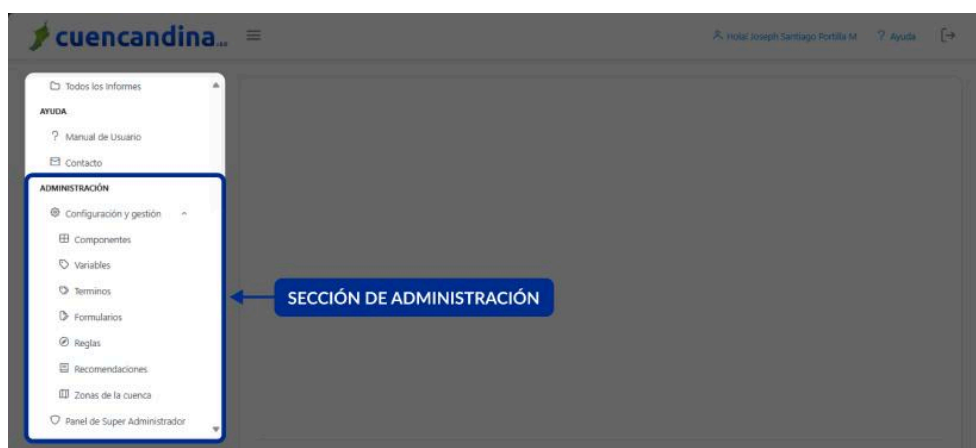 cuencandina
Hola! Joseph Santiago Portilla M
? Ayuda
Todos los Informes
AYUDA
? Manual de Usuario
Contacto
ADMINISTRACIÓN
Configuración y gestión
Componentes
Variables
Terminos
Formularios
Reglas
Recomendaciones
Zonas de la cuenca
Panel de Super Administrador
SECCIÓN DE ADMINISTRACIÓN